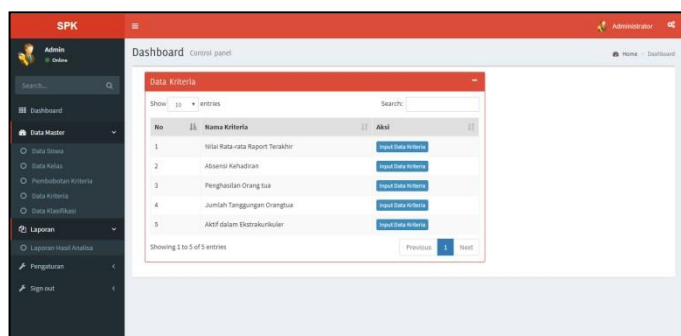 SPK
Administrator
Admin
Online
Dashboard Control panel
Home > Dashboard
Search...
Dashboard
Data Master
Data Siswa
Data Kelas
Pembobotan Kriteria
Data Kriteria
Data Klasifikasi
Laporan
Laporan Hasil Analisa
Pengaturan
Sign out
Data Kriteria
Show 10 entries Search:
No Nama Kriteria Aksi
1 Nilai Rata-rata Raport Terakhir Input Data Kriteria
2 Absensi Kehadiran Input Data Kriteria
3 Penghasilan Orang tua Input Data Kriteria
4 Jumlah Tanggungan Orangtua Input Data Kriteria
5 Aktif dalam Ekstrakurikuler Input Data Kriteria
Showing 1 to 5 of 5 entries Previous 1 Next